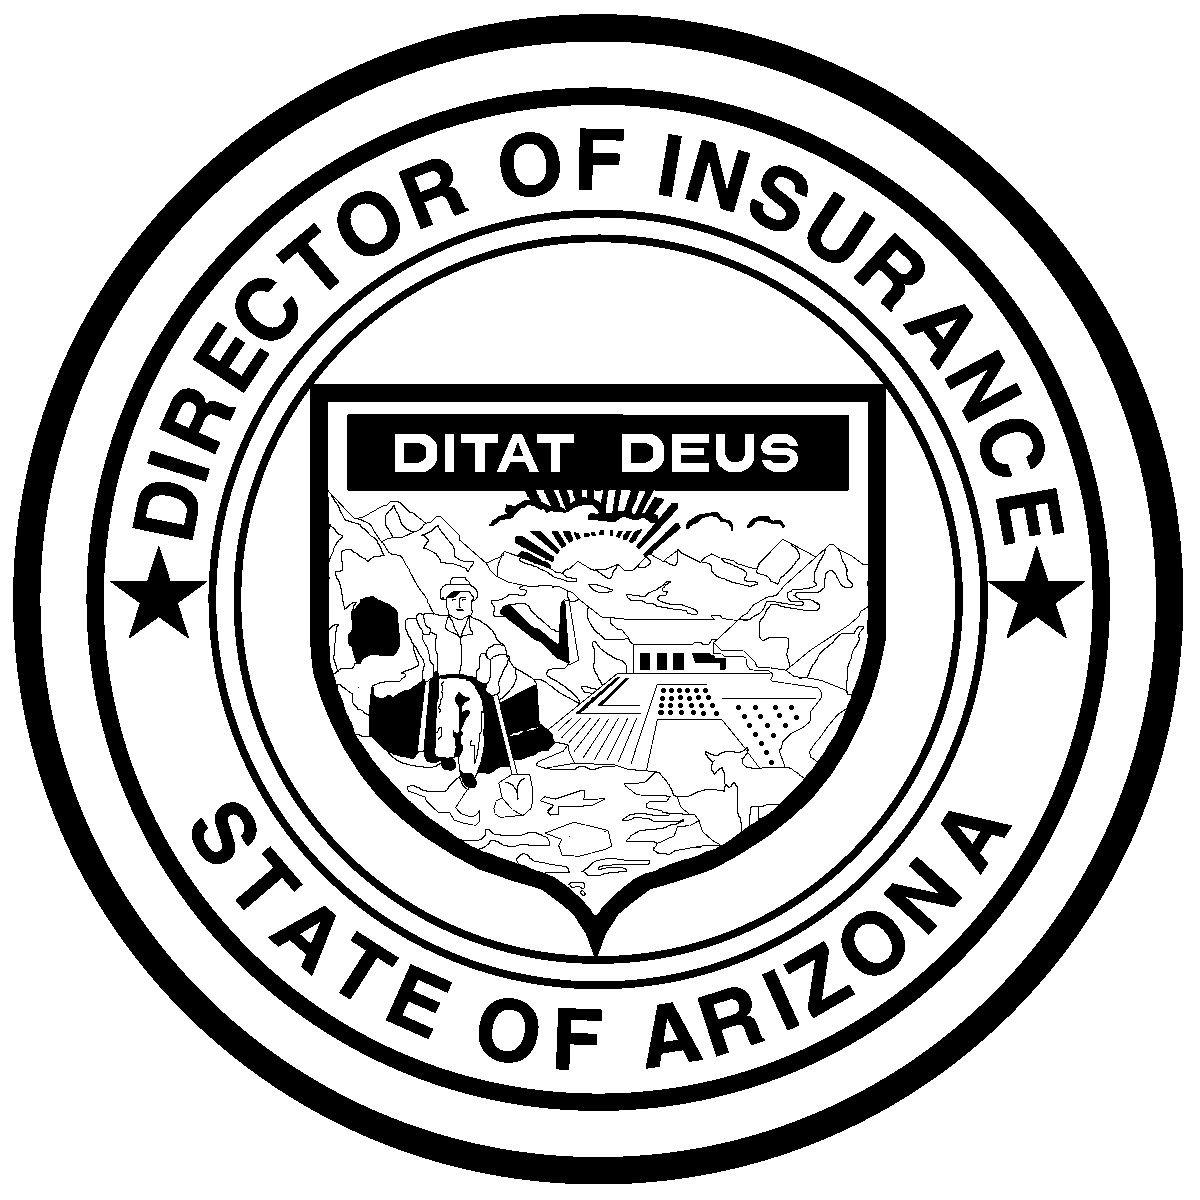 DIRECTOR OF INSURANCE
DITAT DEUS
STATE OF ARIZONA